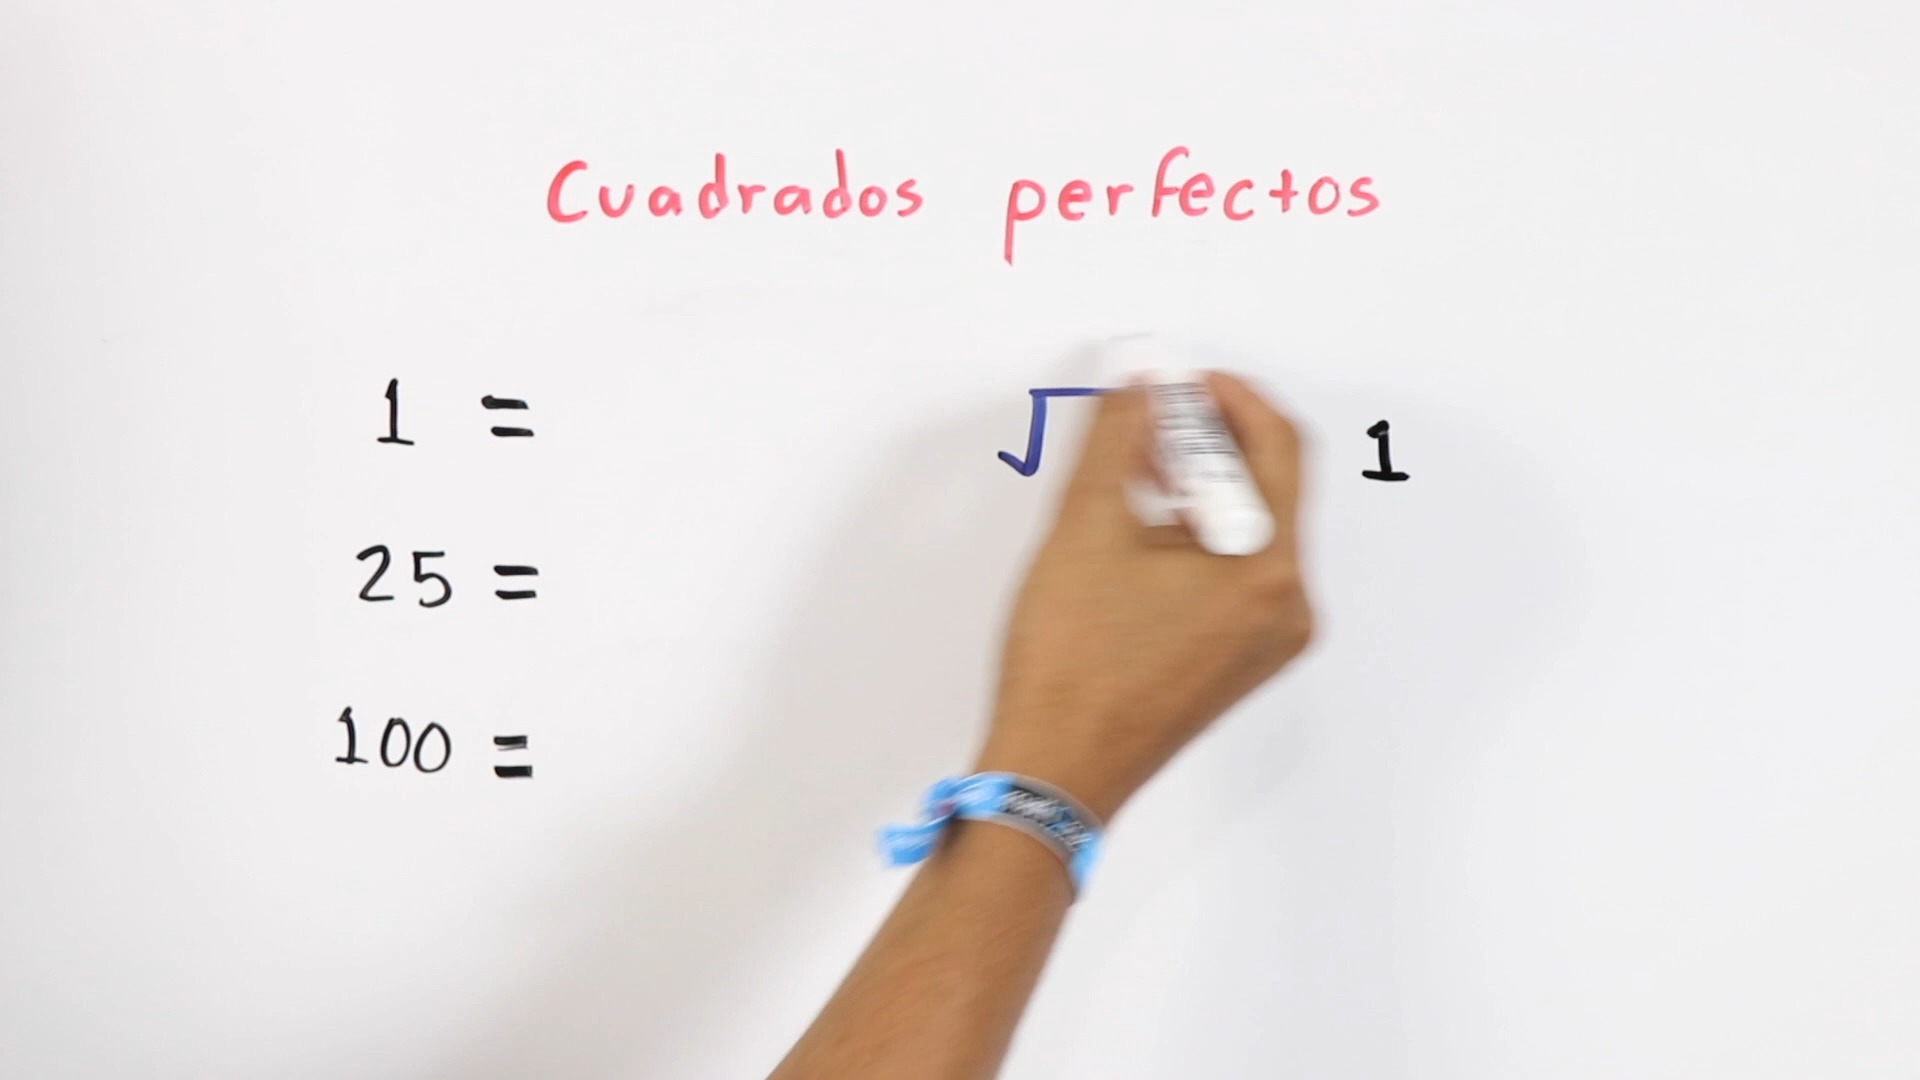 Cuadrados perfectos
1 = √ 1
25 =
100 =